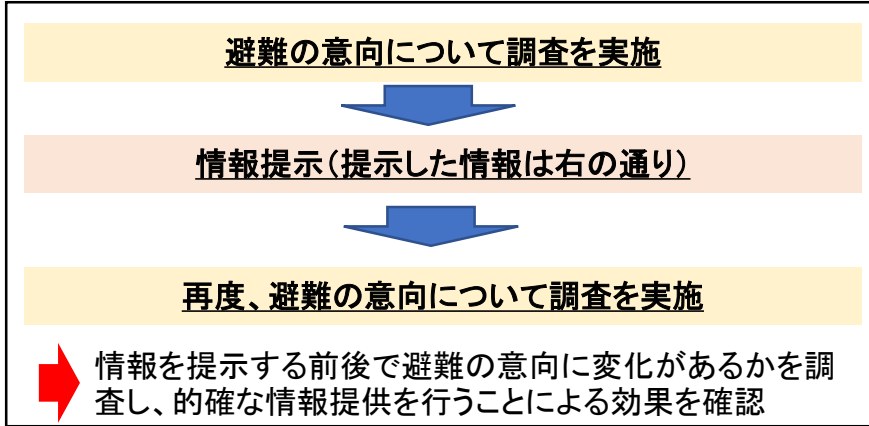 避難の意向について調査を実施
情報提示（提示した情報は右の通り）
再度、避難の意向について調査を実施
情報を提示する前後で避難の意向に変化があるかを調
査し、的確な情報提供を行うことによる効果を確認